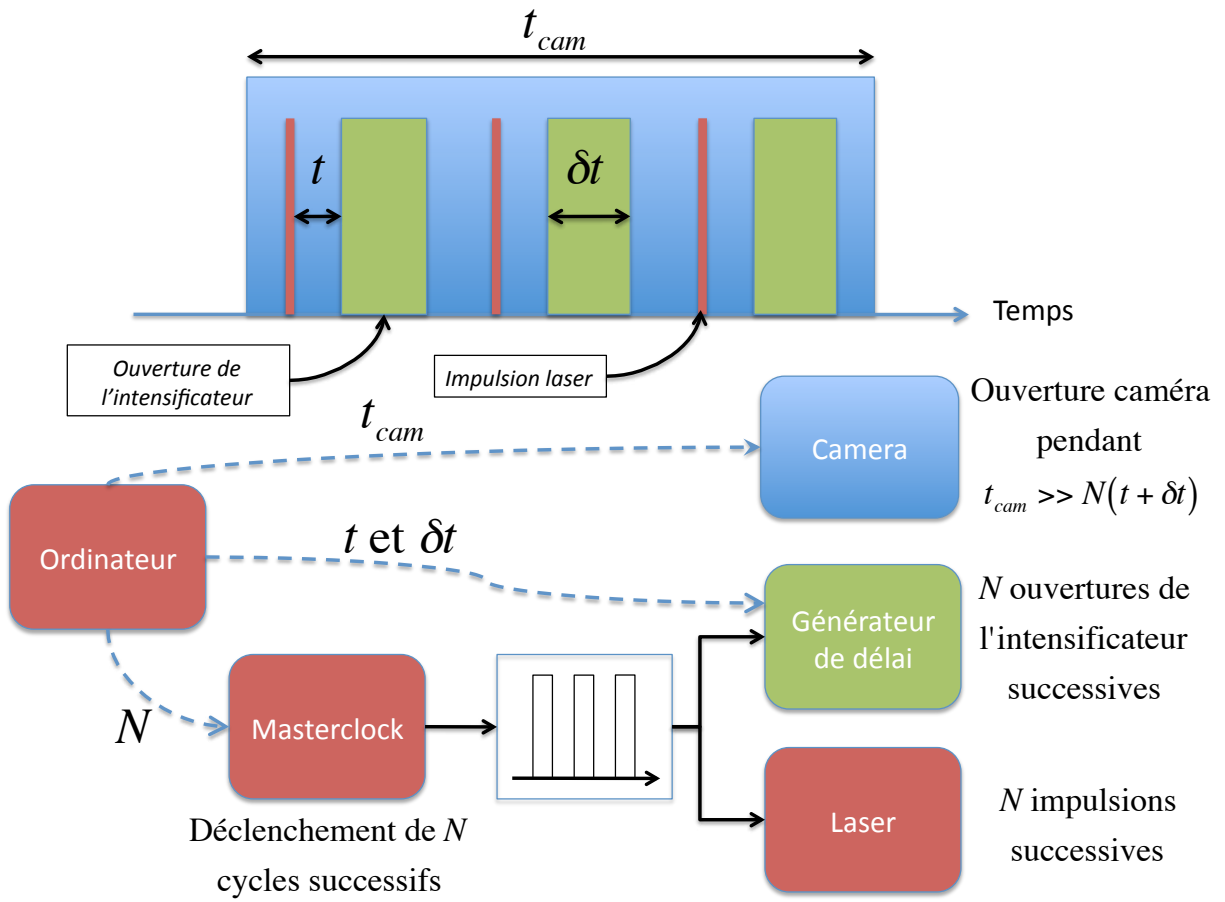 t_cam
t
δt
Temps
Ouverture de
l'intensificateur
Impulsion laser
t_cam
Camera
Ouverture caméra
pendant
t_cam >> N(t + δt)
Ordinateur
t et δt
Générateur
de délai
N ouvertures de
l'intensificateur
successives
N
Masterclock
Déclenchement de N
cycles successifs
Laser
N impulsions
successives